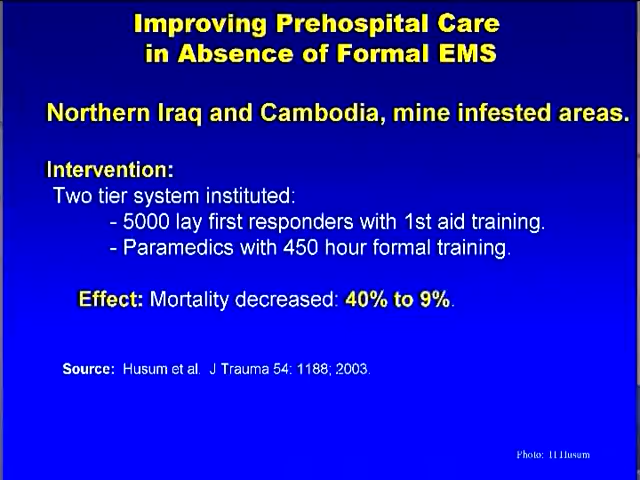 Improving Prehospital Care
in Absence of Formal EMS
Northern Iraq and Cambodia, mine infested areas.
Intervention:
Two tier system instituted:
- 5000 lay first responders with 1st aid training.
- Paramedics with 450 hour formal training.
Effect: Mortality decreased: 40% to 9%.
Source: Husum et al. J Trauma 54: 1188; 2003.
Photo: H Husum